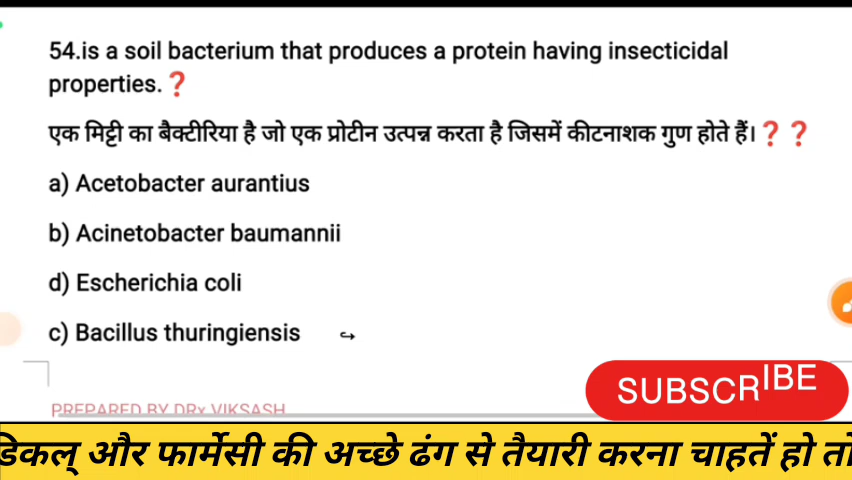 54.is a soil bacterium that produces a protein having insecticidal
properties.❓
एक मिट्टी का बैक्टीरिया है जो एक प्रोटीन उत्पन्न करता है जिसमें कीटनाशक गुण होते हैं।❓❓
a) Acetobacter aurantius
b) Acinetobacter baumannii
d) Escherichia coli
c) Bacillus thuringiensis
SUBSCRIBE
PREPARED BY DRx VIKSASH
डिकल् और फार्मेसी की अच्छे ढंग से तैयारी करना चाहतें हो तो